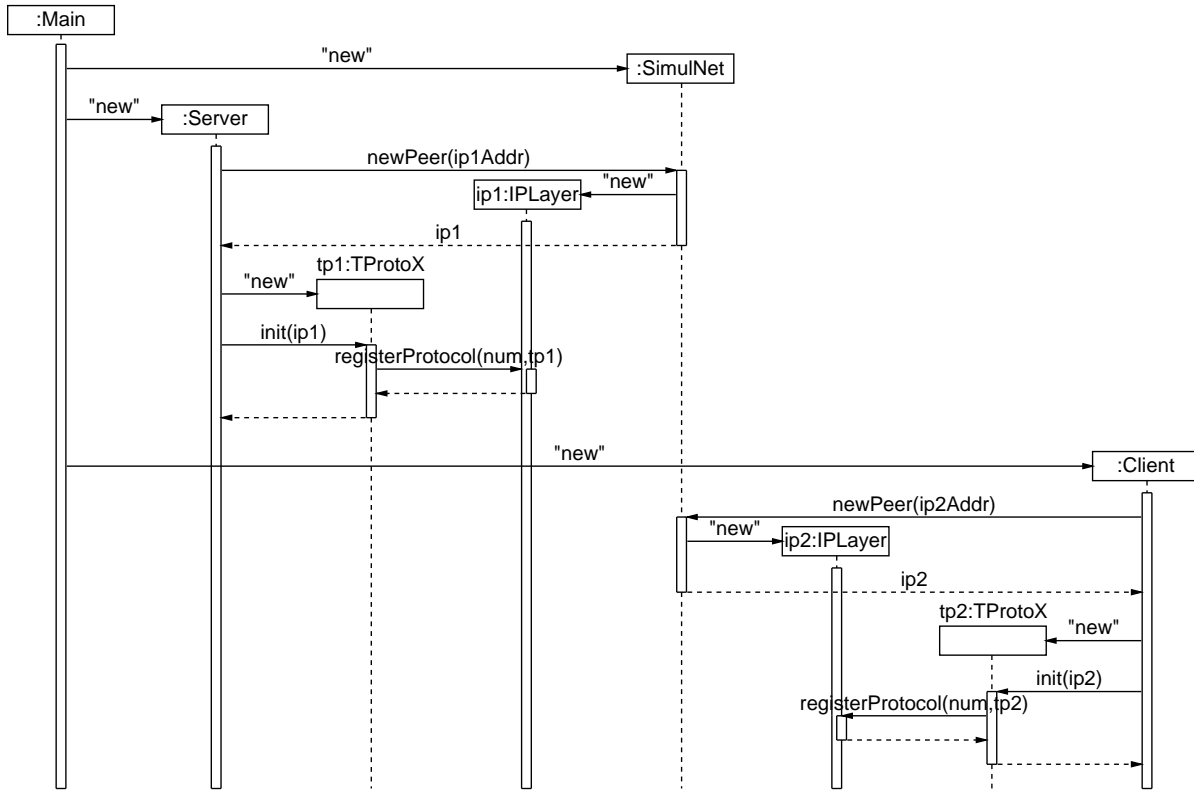 :Main
"new"
:SimulNet
"new"
:Server
newPeer(ip1Addr)
ip1:IPLayer
"new"
ip1
tp1:TProtoX
"new"
init(ip1)
registerProtocol(num,tp1)
"new"
:Client
newPeer(ip2Addr)
"new"
ip2:IPLayer
ip2
tp2:TProtoX
"new"
init(ip2)
registerProtocol(num,tp2)